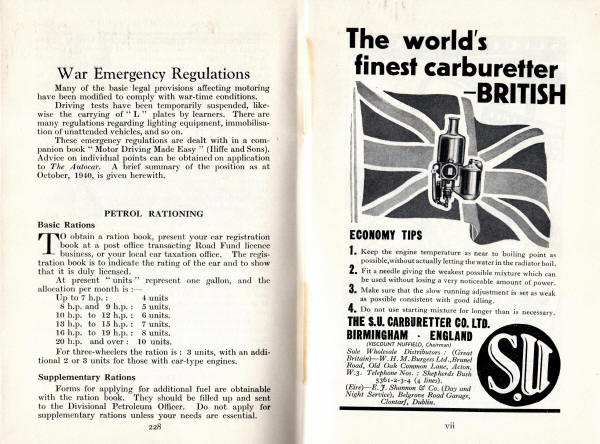 War Emergency Regulations
Many of the basic legal provisions affecting motoring
have been modified to comply with war-time conditions.
Driving tests have been temporarily suspended, like-
wise the carrying of “ L ” plates by learners. There are
many regulations regarding lighting equipment, immobilisa-
tion of unattended vehicles, and so on.
These emergency regulations are dealt with in a com-
panion book “ Motor Driving Made Easy ” (Iliffe and Sons).
Advice on individual points can be obtained on application
to The Autocar. A brief summary of the position as at
October, 1940, is given herewith.
PETROL RATIONING
Basic Rations
TO obtain a ration book, present your car registration
book at a post office transacting Road Fund licence
business, or your local car taxation office. The regis-
tration book is to indicate the rating of the car and to show
that it is duly licensed.
At present “ units ” represent one gallon, and the
allocation per month is :—
Up to 7 h.p. : 4 units
8 h.p. and 9 h.p. : 5 units.
10 h.p. to 12 h.p. : 6 units.
13 h.p. to 15 h.p. : 7 units.
16 h.p. to 19 h.p. : 8 units.
20 h.p. and over : 10 units.
For three-wheelers the ration is : 3 units, with an addi-
tional 2 or 3 units for those with car-type engines.
Supplementary Rations
Forms for applying for additional fuel are obtainable
with the ration book. They should be filled up and sent
to the Divisional Petroleum Officer. Do not apply for
supplementary rations unless your needs are essential.
228
The world's
finest carburetter
–BRITISH
ECONOMY TIPS
1. Keep the engine temperature as near to boiling point as
possible, without actually letting the water in the radiator boil.
2. Fit a needle giving the weakest possible mixture which can
be used without losing a very noticeable amount of power.
3. Make sure that the slow running adjustment is set as weak
as possible consistent with good idling.
4. Do not use starting mixture for longer than is necessary.
THE S.U. CARBURETTER CO. LTD.
BIRMINGHAM · ENGLAND
(VISCOUNT NUFFIELD, Chairman)
Sole Wholesale Distributors : (Great
Britain)—W. H. M. Burgess Ltd., Brunel
Road, Old Oak Common Lane, Acton,
W.3. Telephone Nos. : Shepherds Bush
5361-2-3-4 (4 lines).
(Eire)—E. J. Shannon & Co. (Day and
Night Service), Belgrove Road Garage,
Clontarf, Dublin.
S.U.
vii